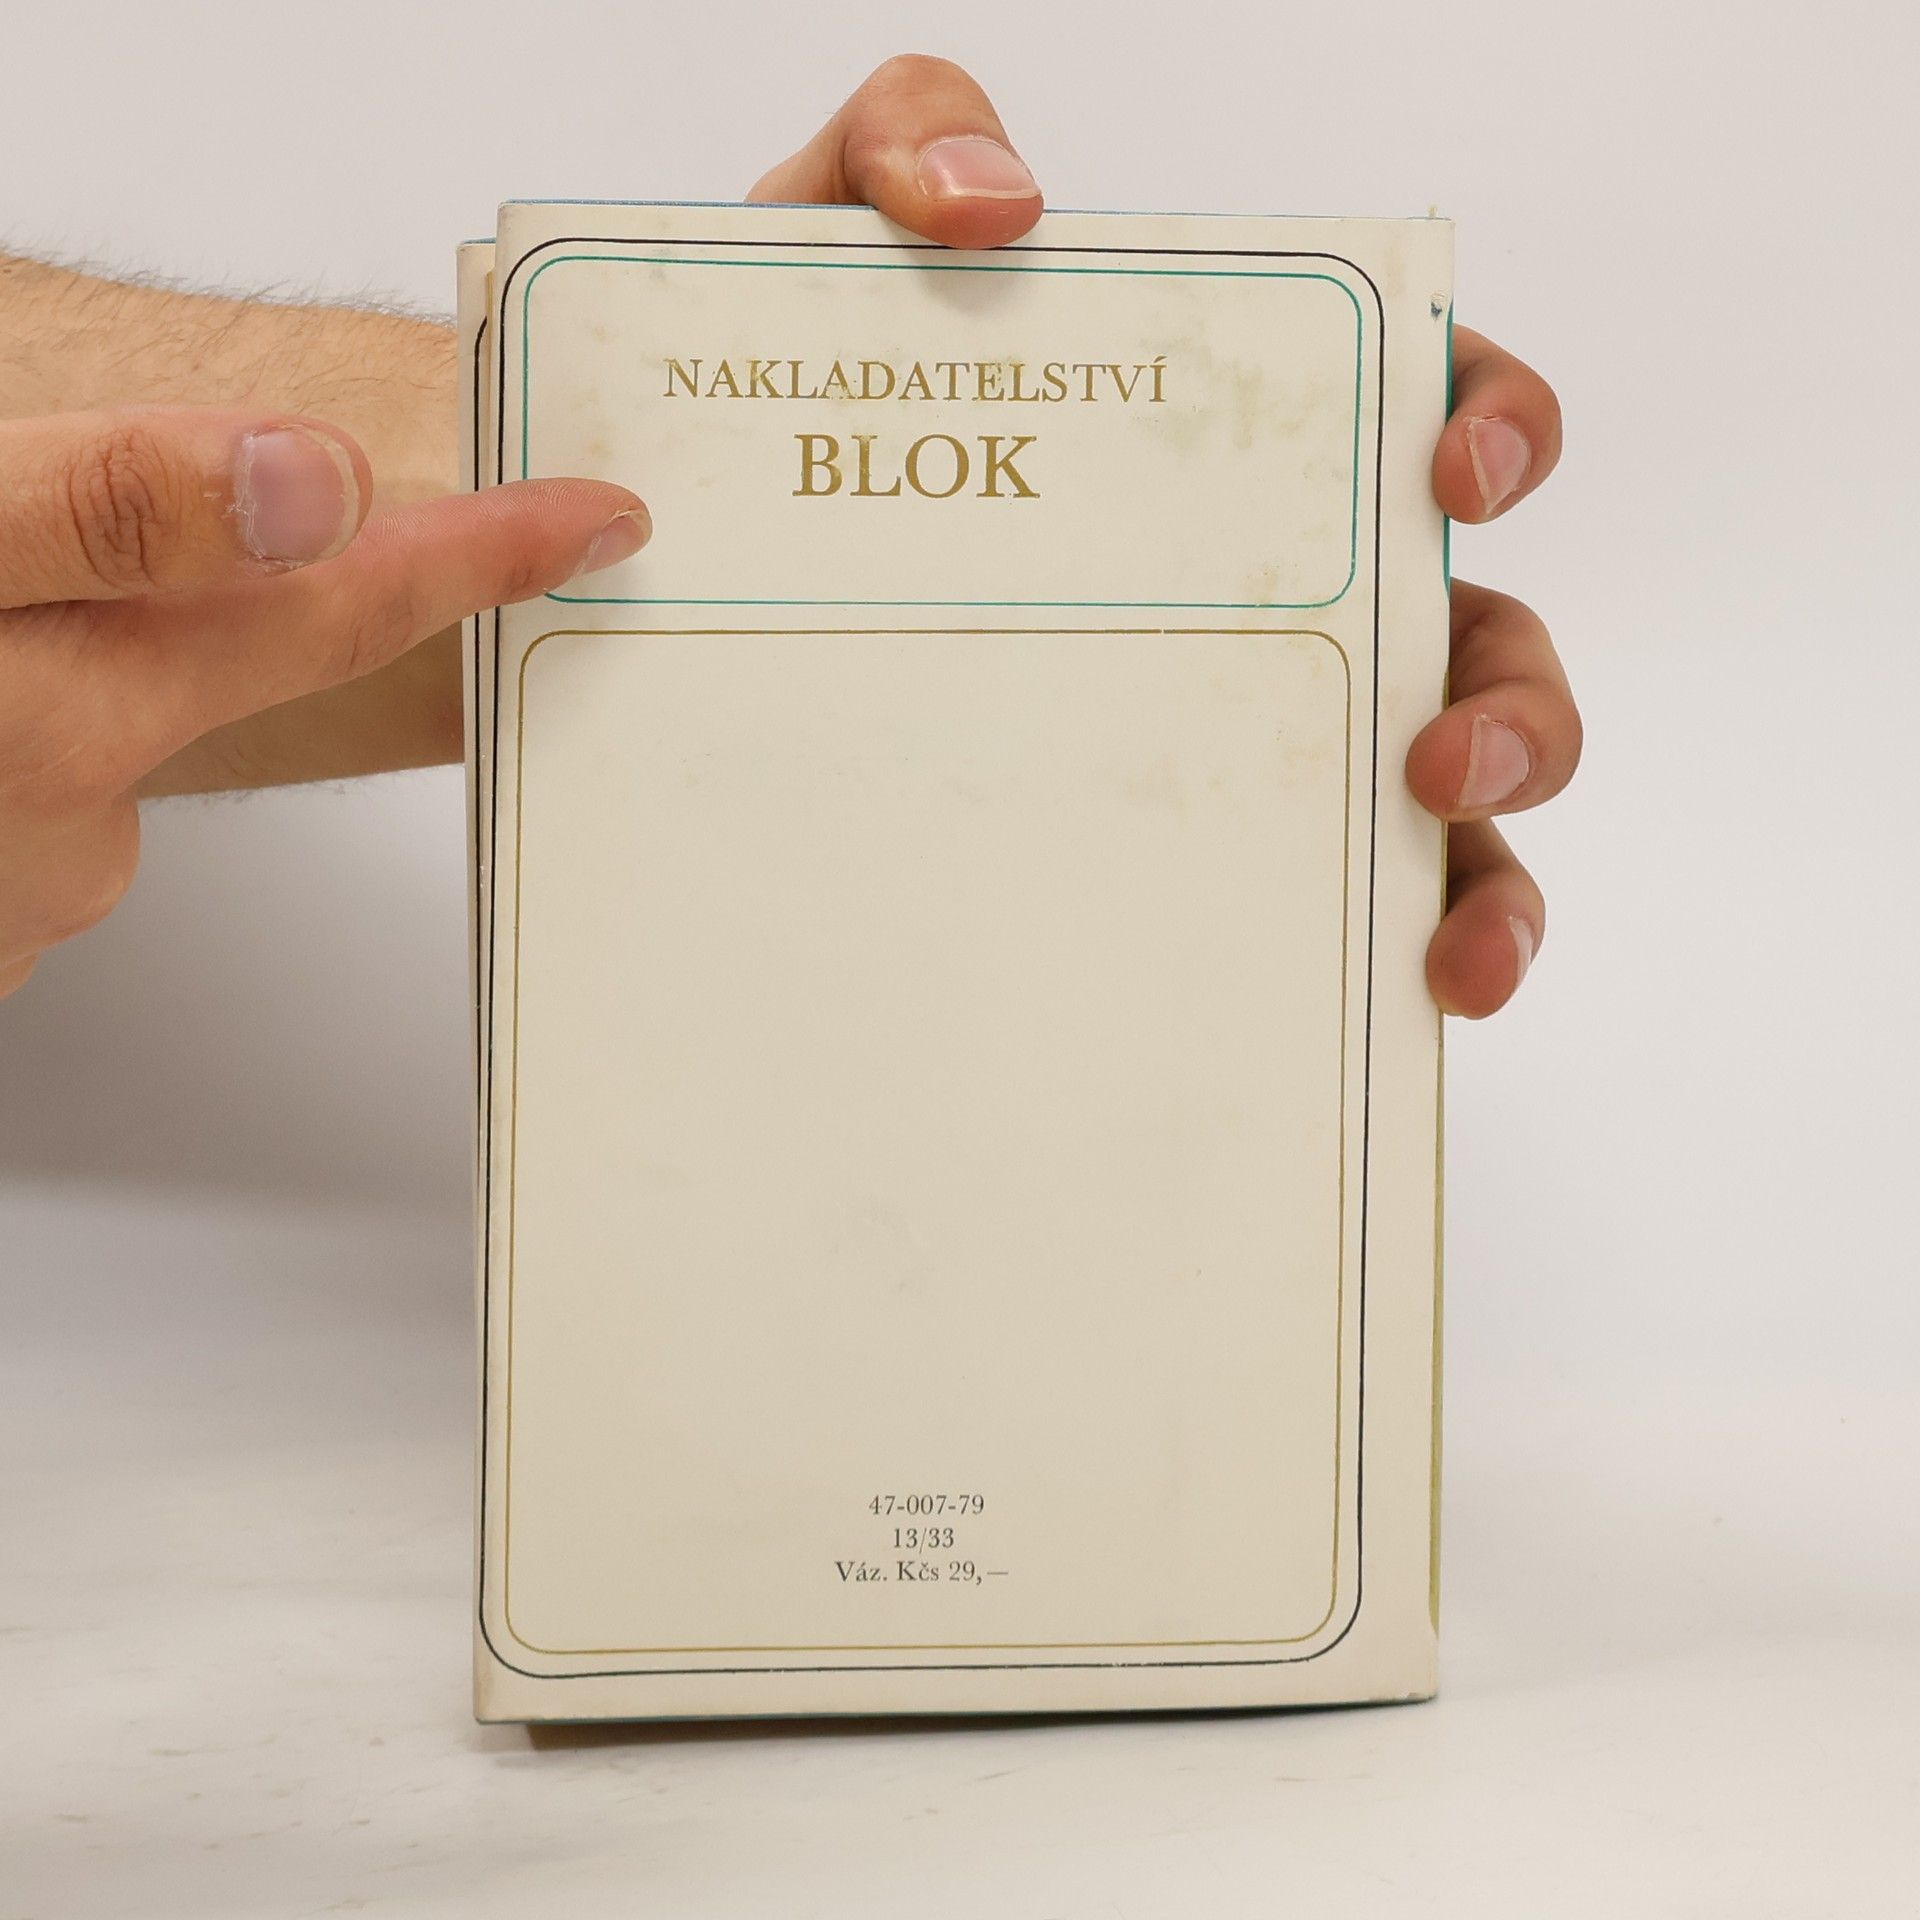 NAKLADATELSTVÍ
BLOK
47-007-79
13/33
Váz. Kčs 29,—